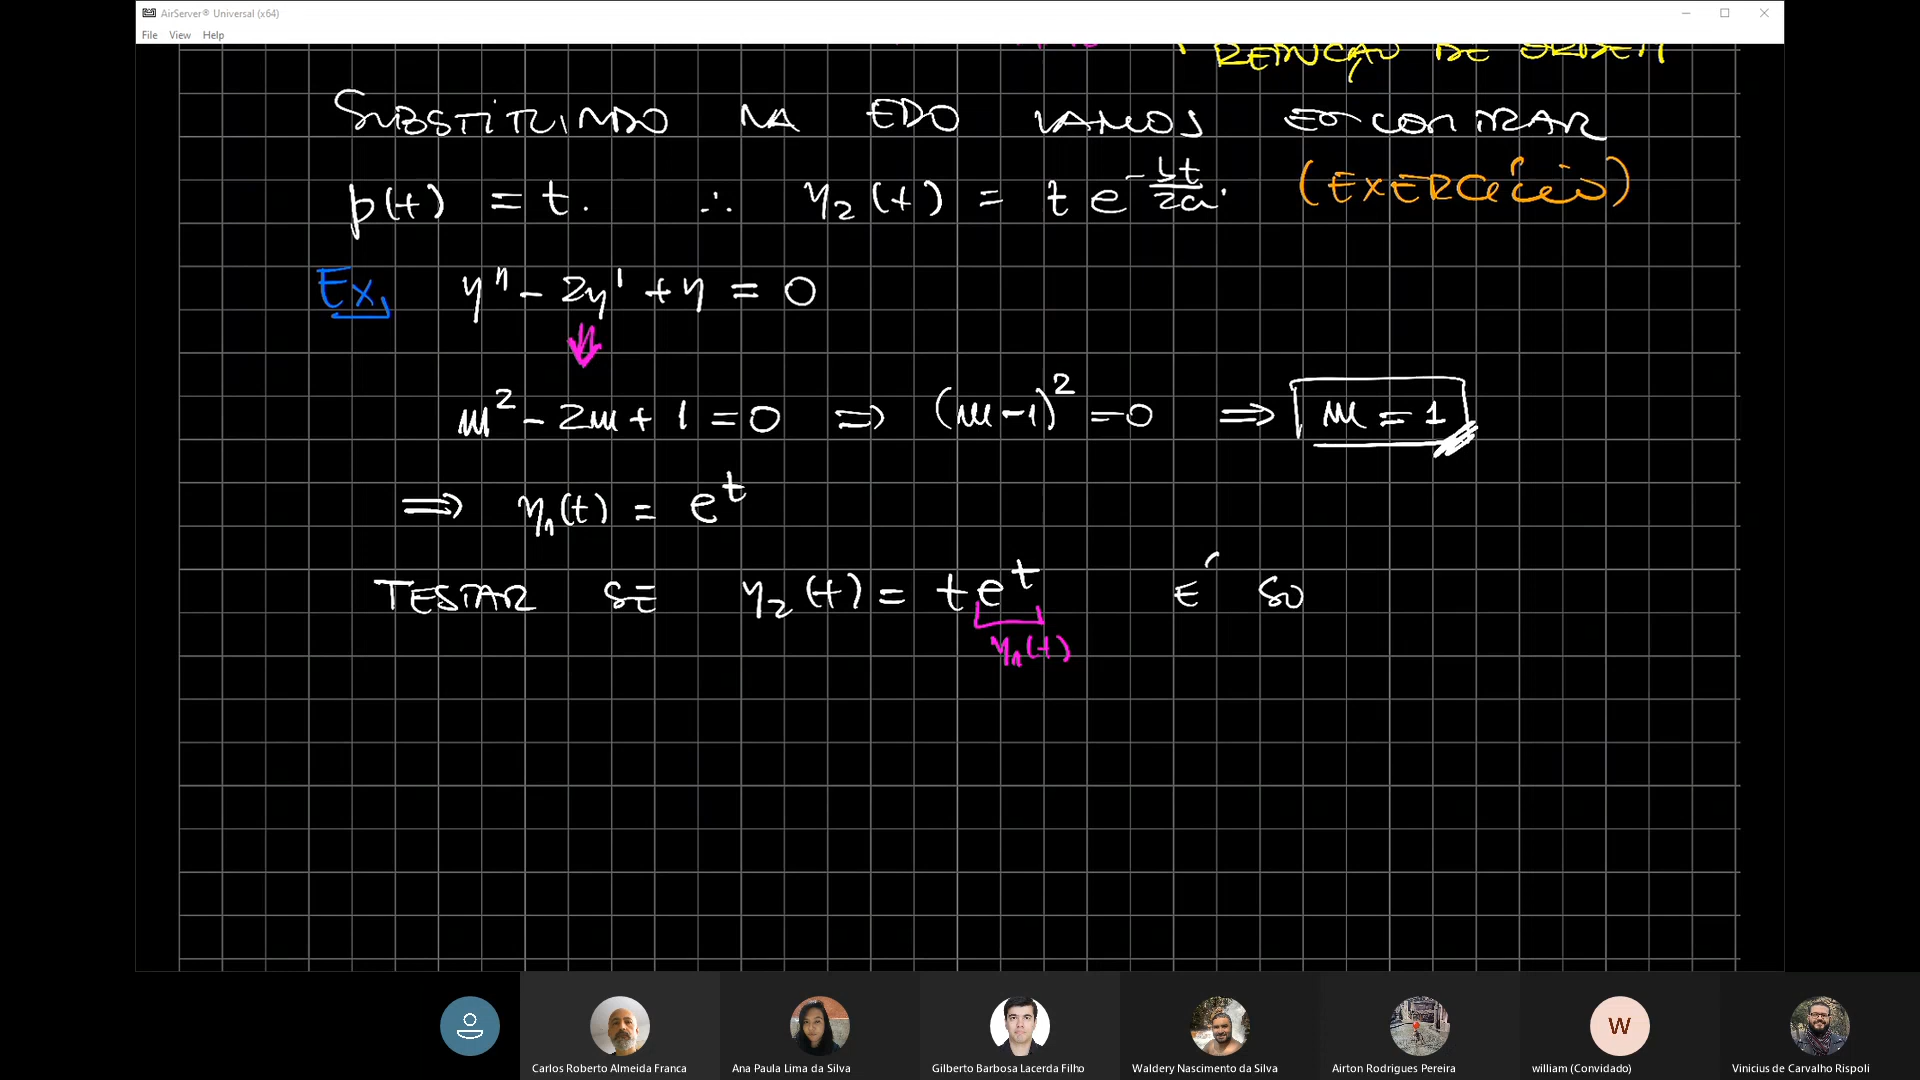 AirServer® Universal (x64)
File View Help
REDUÇÃO DE ORDEM
SUBSTITUINDO NA EDO VAMOS ENCONTRAR
p(t) = t. ∴ y₂(t) = t e^{-bt/2a}. (EXERCÍCIO)
Ex. y'' - 2y' + y = 0
⇓
m² - 2m + 1 = 0 ⇒ (m-1)² = 0 ⇒ m = 1
⇒ y₁(t) = e^t
TESTAR SE y₂(t) = t e^t É SO
y₁(t)
W
Carlos Roberto Almeida Franca Ana Paula Lima da Silva Gilberto Barbosa Lacerda Filho Waldery Nascimento da Silva Airton Rodrigues Pereira william (Convidado) Vinicius de Carvalho Rispoli